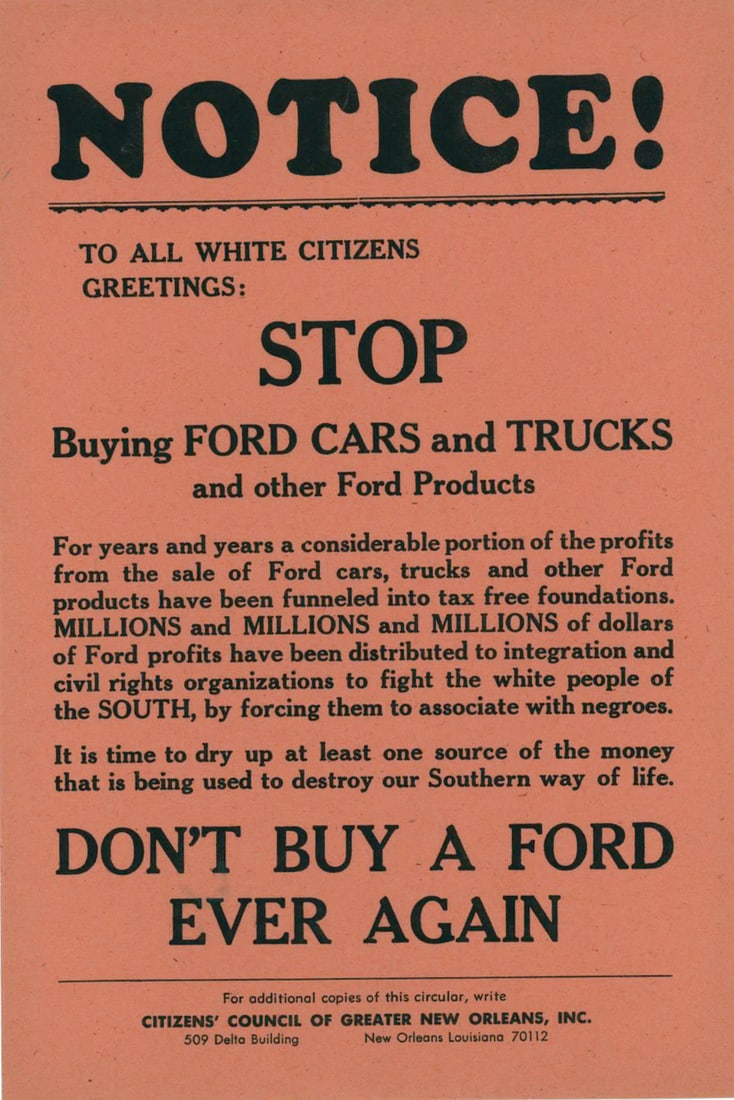 NOTICE!
TO ALL WHITE CITIZENS
GREETINGS:
STOP
Buying FORD CARS and TRUCKS
and other Ford Products
For years and years a considerable portion of the profits
from the sale of Ford cars, trucks and other Ford
products have been funneled into tax free foundations.
MILLIONS and MILLIONS and MILLIONS of dollars
of Ford profits have been distributed to integration and
civil rights organizations to fight the white people of
the SOUTH, by forcing them to associate with negroes.
It is time to dry up at least one source of the money
that is being used to destroy our Southern way of life.
DON'T BUY A FORD
EVER AGAIN
For additional copies of this circular, write
CITIZENS' COUNCIL OF GREATER NEW ORLEANS, INC.
509 Delta Building New Orleans Louisiana 70112